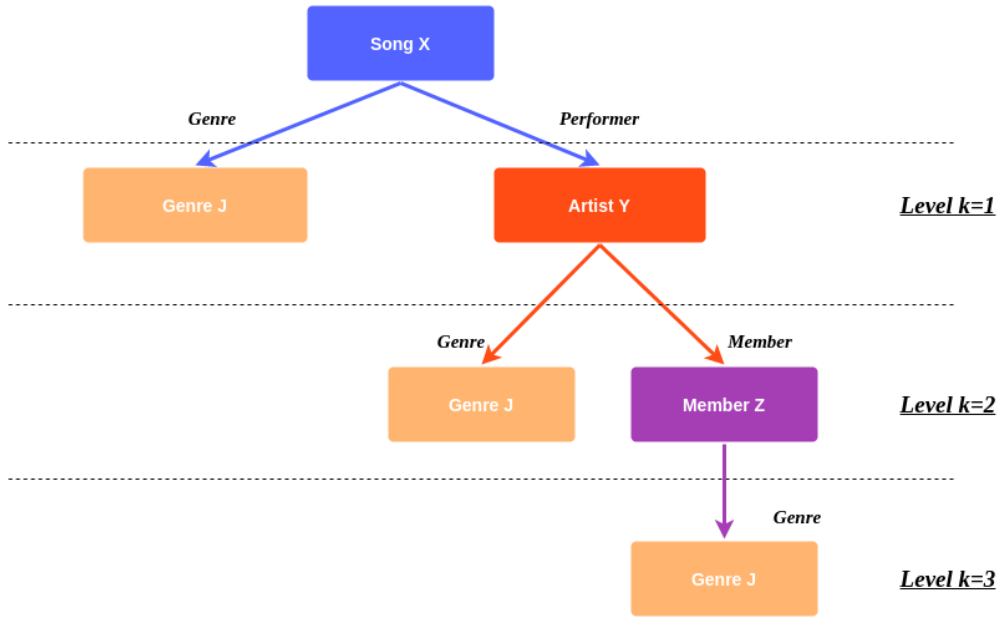 Song X
Genre
Performer
Genre J
Artist Y
Level k=1
Genre
Member
Genre J
Member Z
Level k=2
Genre
Genre J
Level k=3